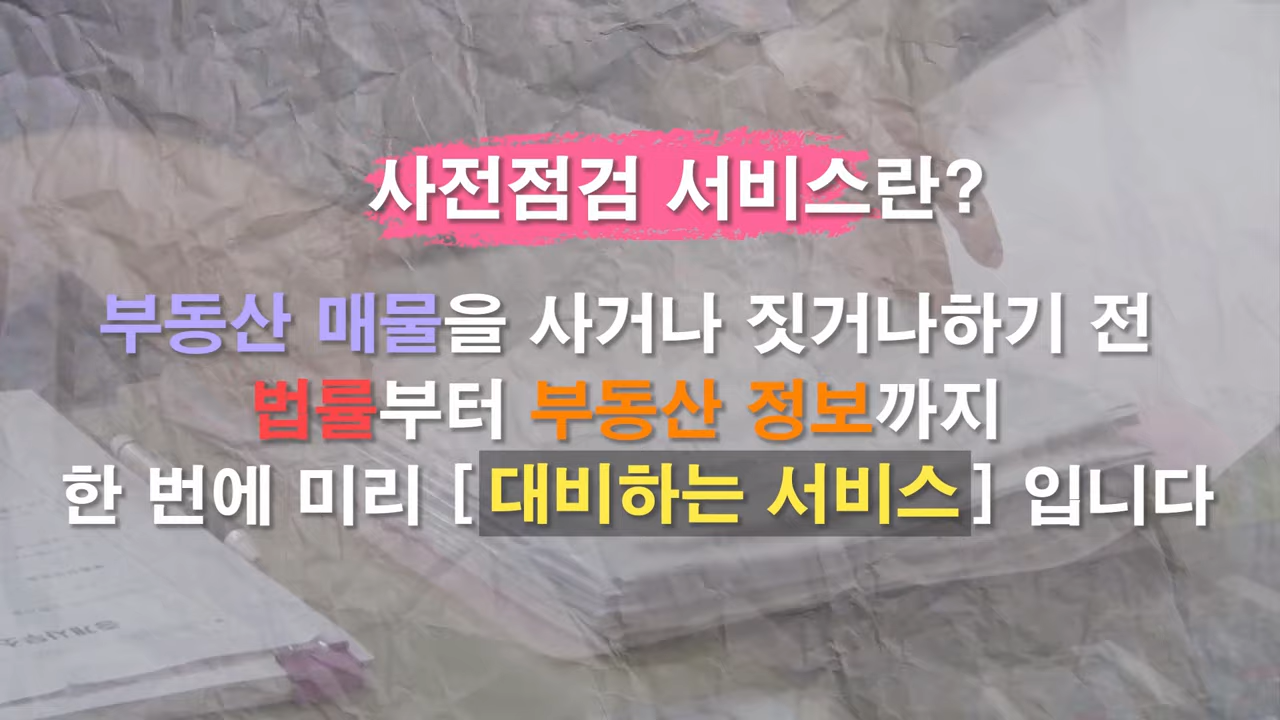 사전점검 서비스란?
부동산 매물을 사거나 짓거나하기 전
법률부터 부동산 정보까지
한 번에 미리 [대비하는 서비스] 입니다